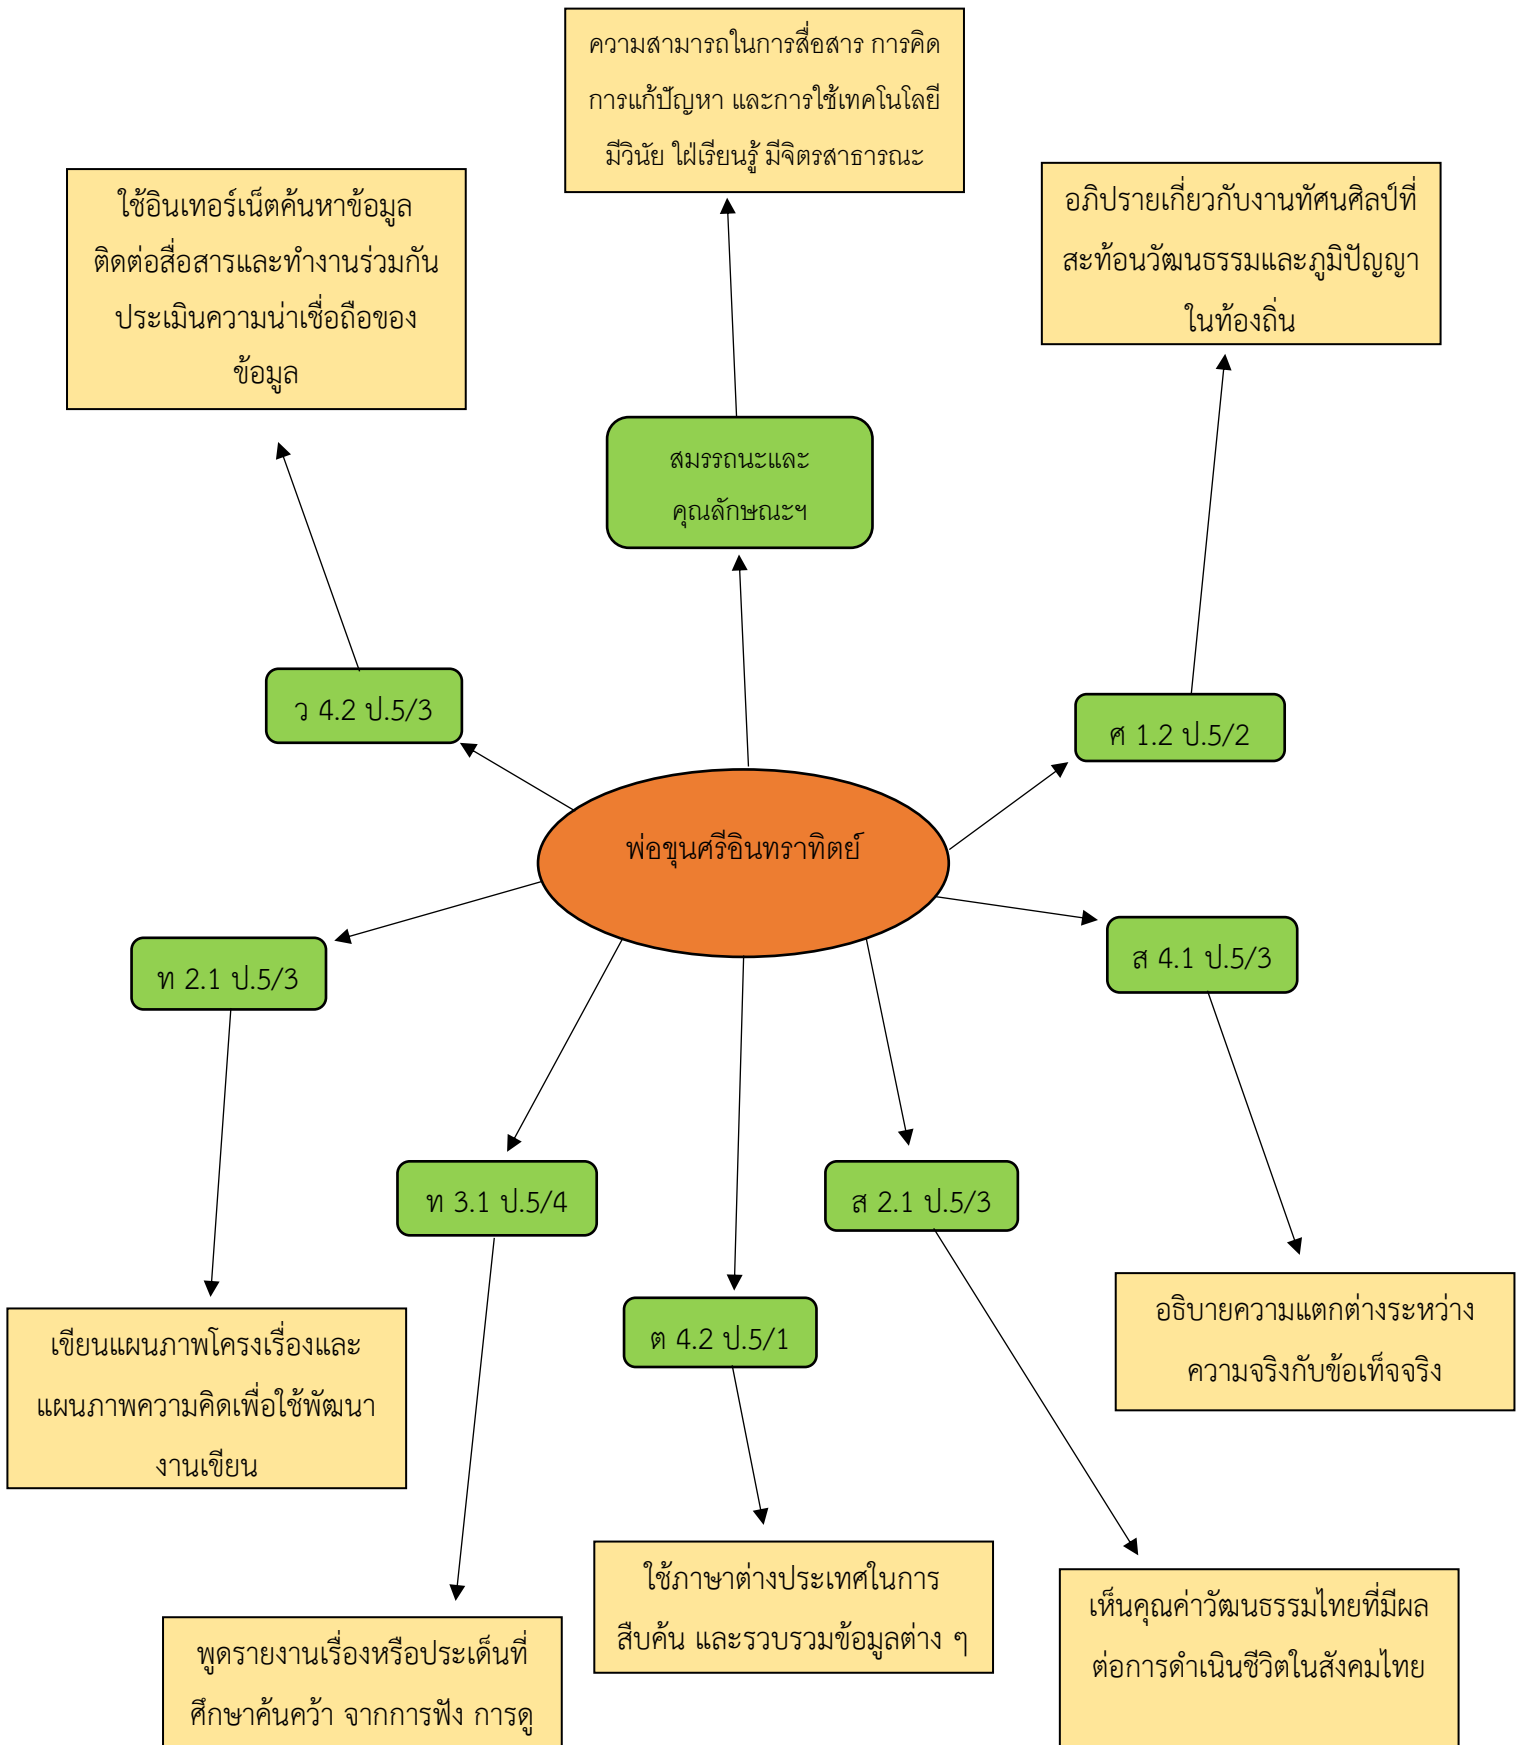 ความสามารถในการสื่อสาร การคิด
การแก้ปัญหา และการใช้เทคโนโลยี
มีวินัย ใฝ่เรียนรู้ มีจิตรสาธารณะ
ใช้อินเทอร์เน็ตค้นหาข้อมูล
ติดต่อสื่อสารและทำงานร่วมกัน
ประเมินความน่าเชื่อถือของ
ข้อมูล
อภิปรายเกี่ยวกับงานทัศนศิลป์ที่
สะท้อนวัฒนธรรมและภูมิปัญญา
ในท้องถิ่น
สมรรถนะและ
คุณลักษณะฯ
ว 4.2 ป.5/3
ศ 1.2 ป.5/2
พ่อขุนศรีอินทราทิตย์
ท 2.1 ป.5/3
ส 4.1 ป.5/3
ท 3.1 ป.5/4
ส 2.1 ป.5/3
ต 4.2 ป.5/1
เขียนแผนภาพโครงเรื่องและ
แผนภาพความคิดเพื่อใช้พัฒนา
งานเขียน
อธิบายความแตกต่างระหว่าง
ความจริงกับข้อเท็จจริง
พูดรายงานเรื่องหรือประเด็นที่
ศึกษาค้นคว้า จากการฟัง การดู
ใช้ภาษาต่างประเทศในการ
สืบค้น และรวบรวมข้อมูลต่าง ๆ
เห็นคุณค่าวัฒนธรรมไทยที่มีผล
ต่อการดำเนินชีวิตในสังคมไทย